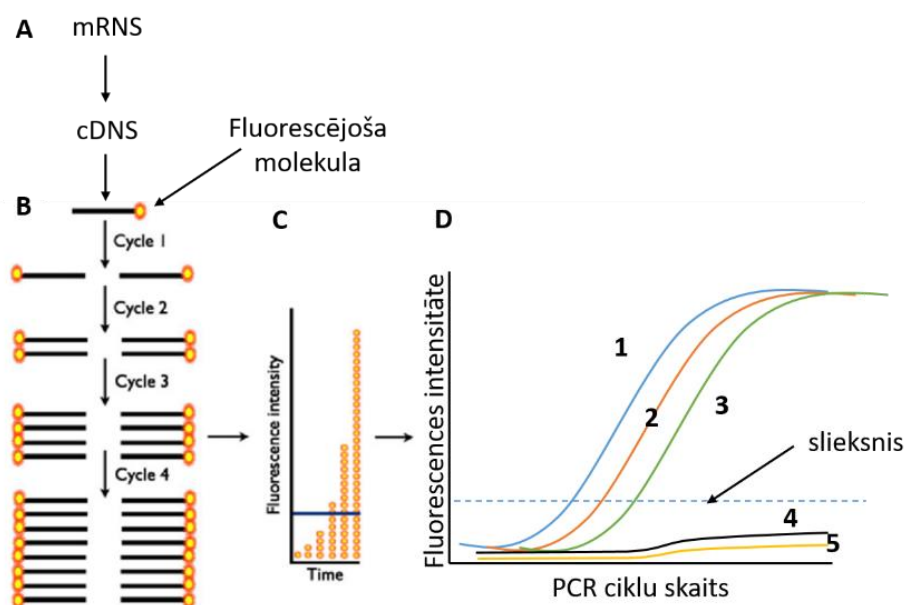 A
mRNS
cDNS
Fluorescējoša
molekula
B
Cycle 1
Cycle 2
Cycle 3
Cycle 4
C
Fluorescence intensity
Time
D
Fluorescences intensitāte
1
2
3
slieksnis
4
5
PCR ciklu skaits